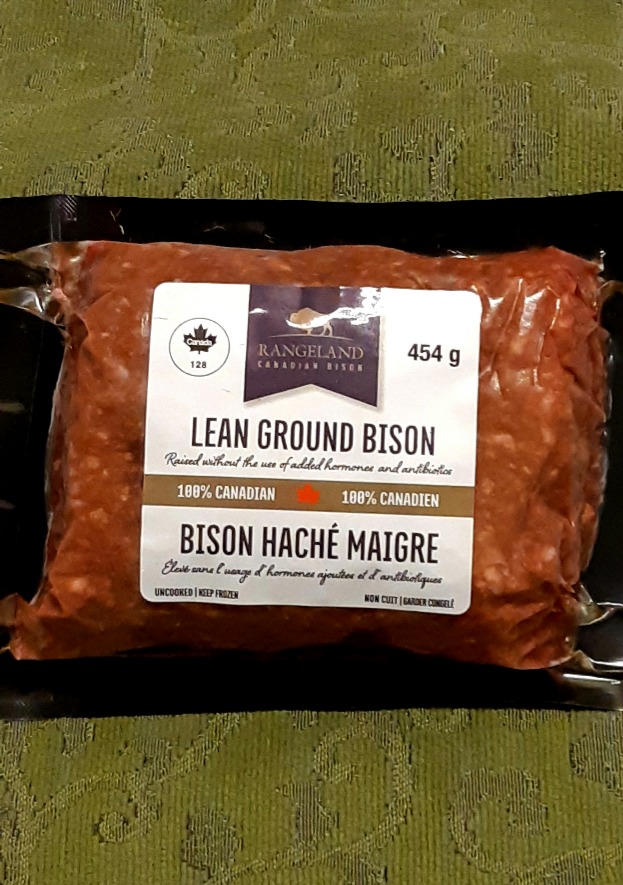 Canada
128
RANGELAND
CANADIAN BISON
454 g
LEAN GROUND BISON
Raised without the use of added hormones and antibiotics
100% CANADIAN 100% CANADIEN
BISON HACHÉ MAIGRE
Élevé sans l'usage d'hormones ajoutées et d'antibiotiques
UNCOOKED | KEEP FROZEN NON CUIT | GARDER CONGELÉ